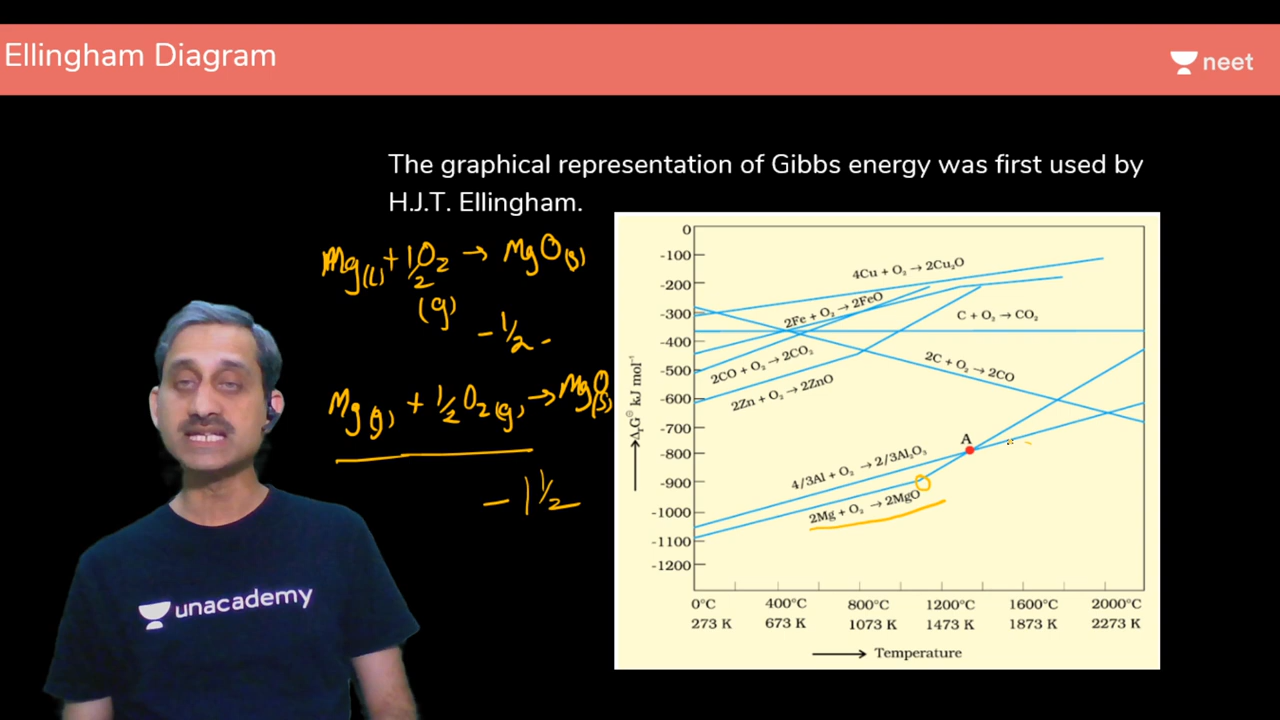 Ellingham Diagram
neet
The graphical representation of Gibbs energy was first used by
H.J.T. Ellingham.
Mg(l) + 1/2 O₂ → MgO(s)
(g)
- 1/2 -
Mg(g) + 1/2 O₂(g) → MgO(s)
- 1 1/2
unacademy
0
-100
-200
-300
-400
-500
-600
-700
-800
-900
-1000
-1100
-1200
ΔᵣG⊖ kJ mol⁻¹
4Cu + O₂ → 2Cu₂O
2Fe + O₂ → 2FeO
C + O₂ → CO₂
2CO + O₂ → 2CO₂
2C + O₂ → 2CO
2Zn + O₂ → 2ZnO
A
4/3Al + O₂ → 2/3Al₂O₃
2Mg + O₂ → 2MgO
0°C 400°C 800°C 1200°C 1600°C 2000°C
273 K 673 K 1073 K 1473 K 1873 K 2273 K
Temperature